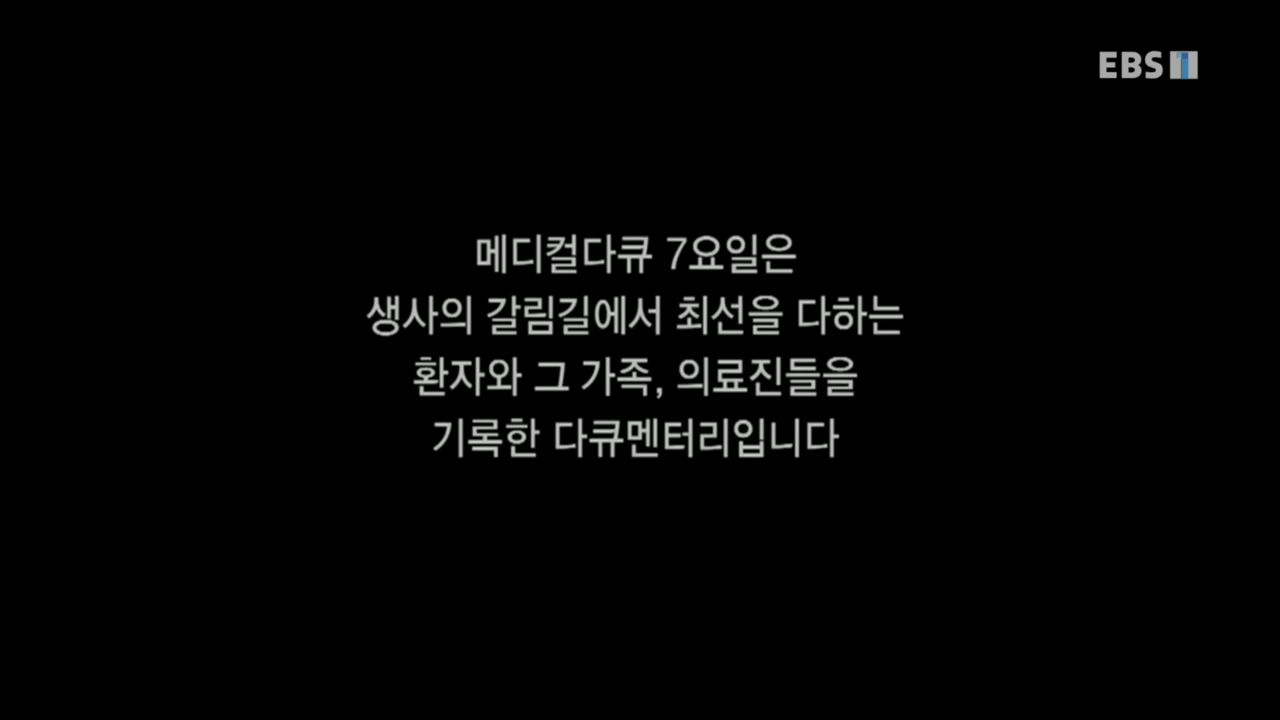 EBS 1
메디컬다큐 7요일은
생사의 갈림길에서 최선을 다하는
환자와 그 가족, 의료진들을
기록한 다큐멘터리입니다